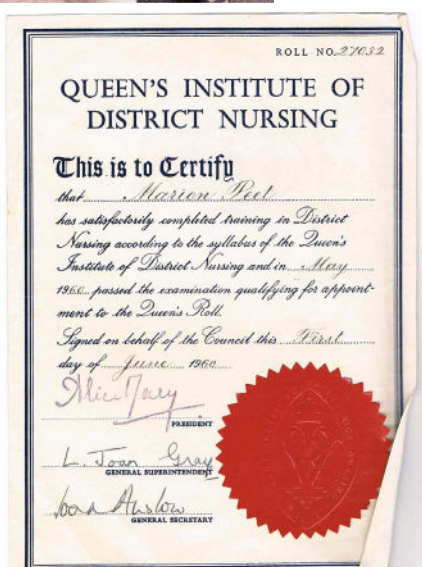 ROLL NO. 27032
QUEEN'S INSTITUTE OF
DISTRICT NURSING
This is to Certify
that Marion Peel
has satisfactorily completed training in District
Nursing according to the syllabus of the Queen's
Institute of District Nursing and in May
1960 passed the examination qualifying for appoint-
ment to the Queen's Roll.
Signed on behalf of the Council this First
day of June 1960
Alice Mary
PRESIDENT
L. Joan Gray
GENERAL SUPERINTENDENT
GENERAL SECRETARY